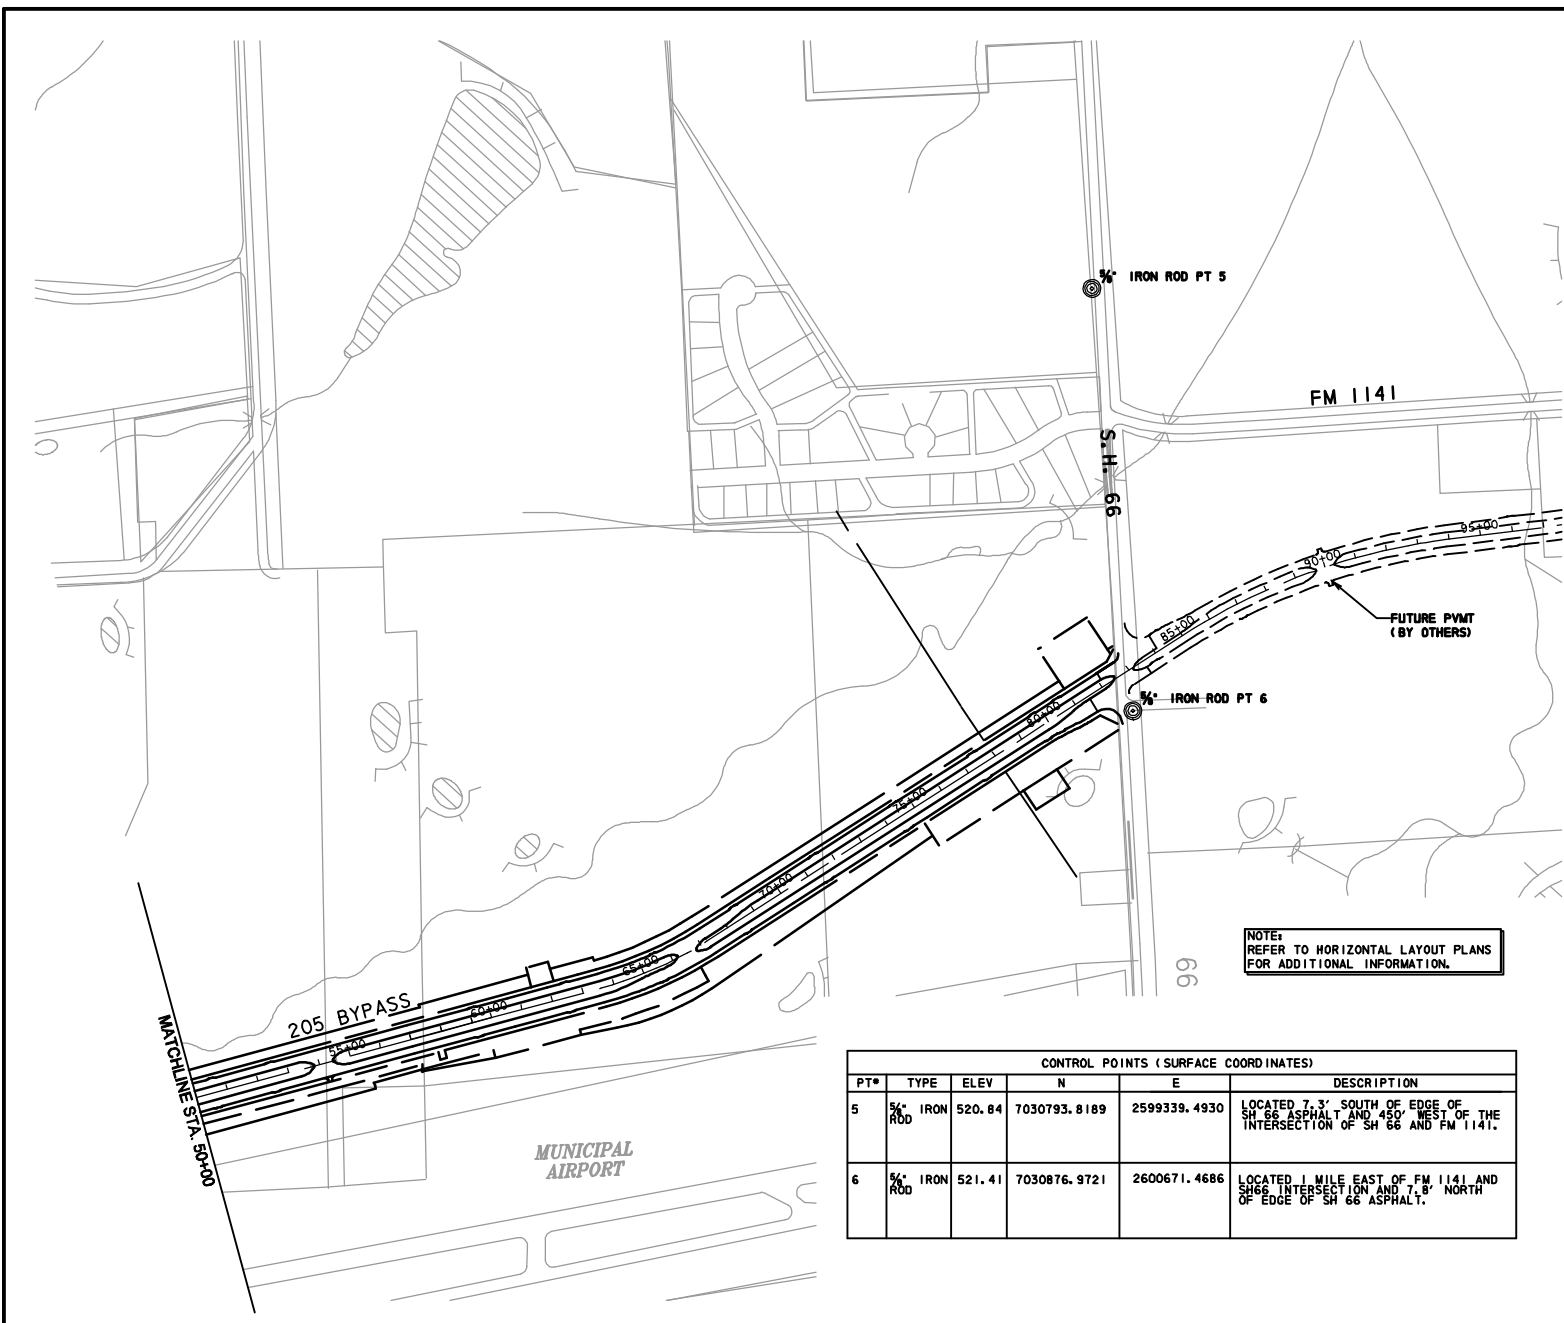 5/8" IRON ROD PT 5
FM 1141
S.H. 66
95+00
90+00
85+00
FUTURE PVMT
(BY OTHERS)
5/8" IRON ROD PT 6
80+00
75+00
70+00
65+00
60+00
55+00
205 BYPASS
MATCHLINE STA. 50+00
66
NOTE:
REFER TO HORIZONTAL LAYOUT PLANS
FOR ADDITIONAL INFORMATION.
MUNICIPAL
AIRPORT
CONTROL POINTS (SURFACE COORDINATES)
PT# TYPE ELEV N E DESCRIPTION
5 5/8" IRON ROD 520.84 7030793.8189 2599339.4930 LOCATED 7.3' SOUTH OF EDGE OF
SH 66 ASPHALT AND 450' WEST OF THE
INTERSECTION OF SH 66 AND FM 1141.
6 5/8" IRON ROD 521.41 7030876.9721 2600671.4686 LOCATED 1 MILE EAST OF FM 1141 AND
SH66 INTERSECTION AND 7.8' NORTH
OF EDGE OF SH 66 ASPHALT.